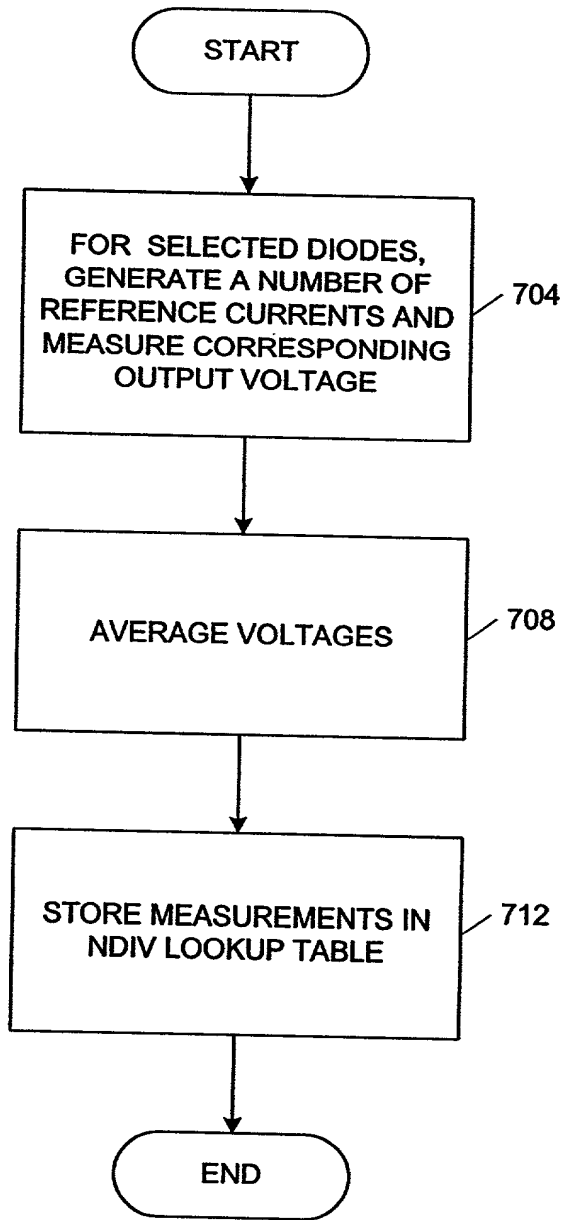 START
FOR SELECTED DIODES,
GENERATE A NUMBER OF
REFERENCE CURRENTS AND
MEASURE CORRESPONDING
OUTPUT VOLTAGE
704
AVERAGE VOLTAGES
708
STORE MEASUREMENTS IN
NDIV LOOKUP TABLE
712
END